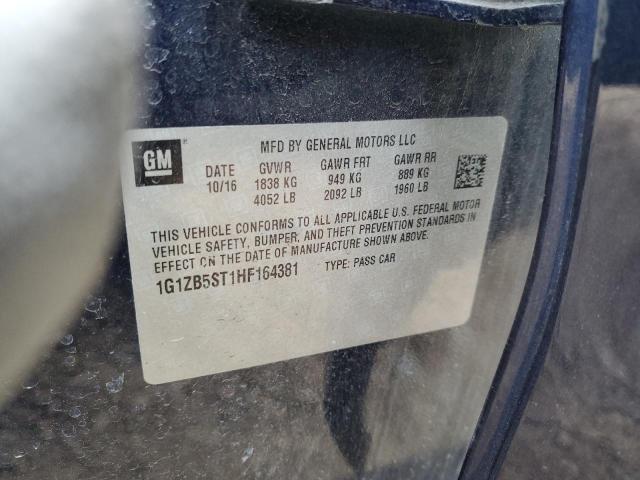 GM
MFD BY GENERAL MOTORS LLC
DATE GVWR GAWR FRT GAWR RR
10/16 1838 KG 949 KG 889 KG
4052 LB 2092 LB 1960 LB
THIS VEHICLE CONFORMS TO ALL APPLICABLE U.S. FEDERAL MOTOR
VEHICLE SAFETY, BUMPER, AND THEFT PREVENTION STANDARDS IN
EFFECT ON THE DATE OF MANUFACTURE SHOWN ABOVE.
1G1ZB5ST1HF164381 TYPE: PASS CAR